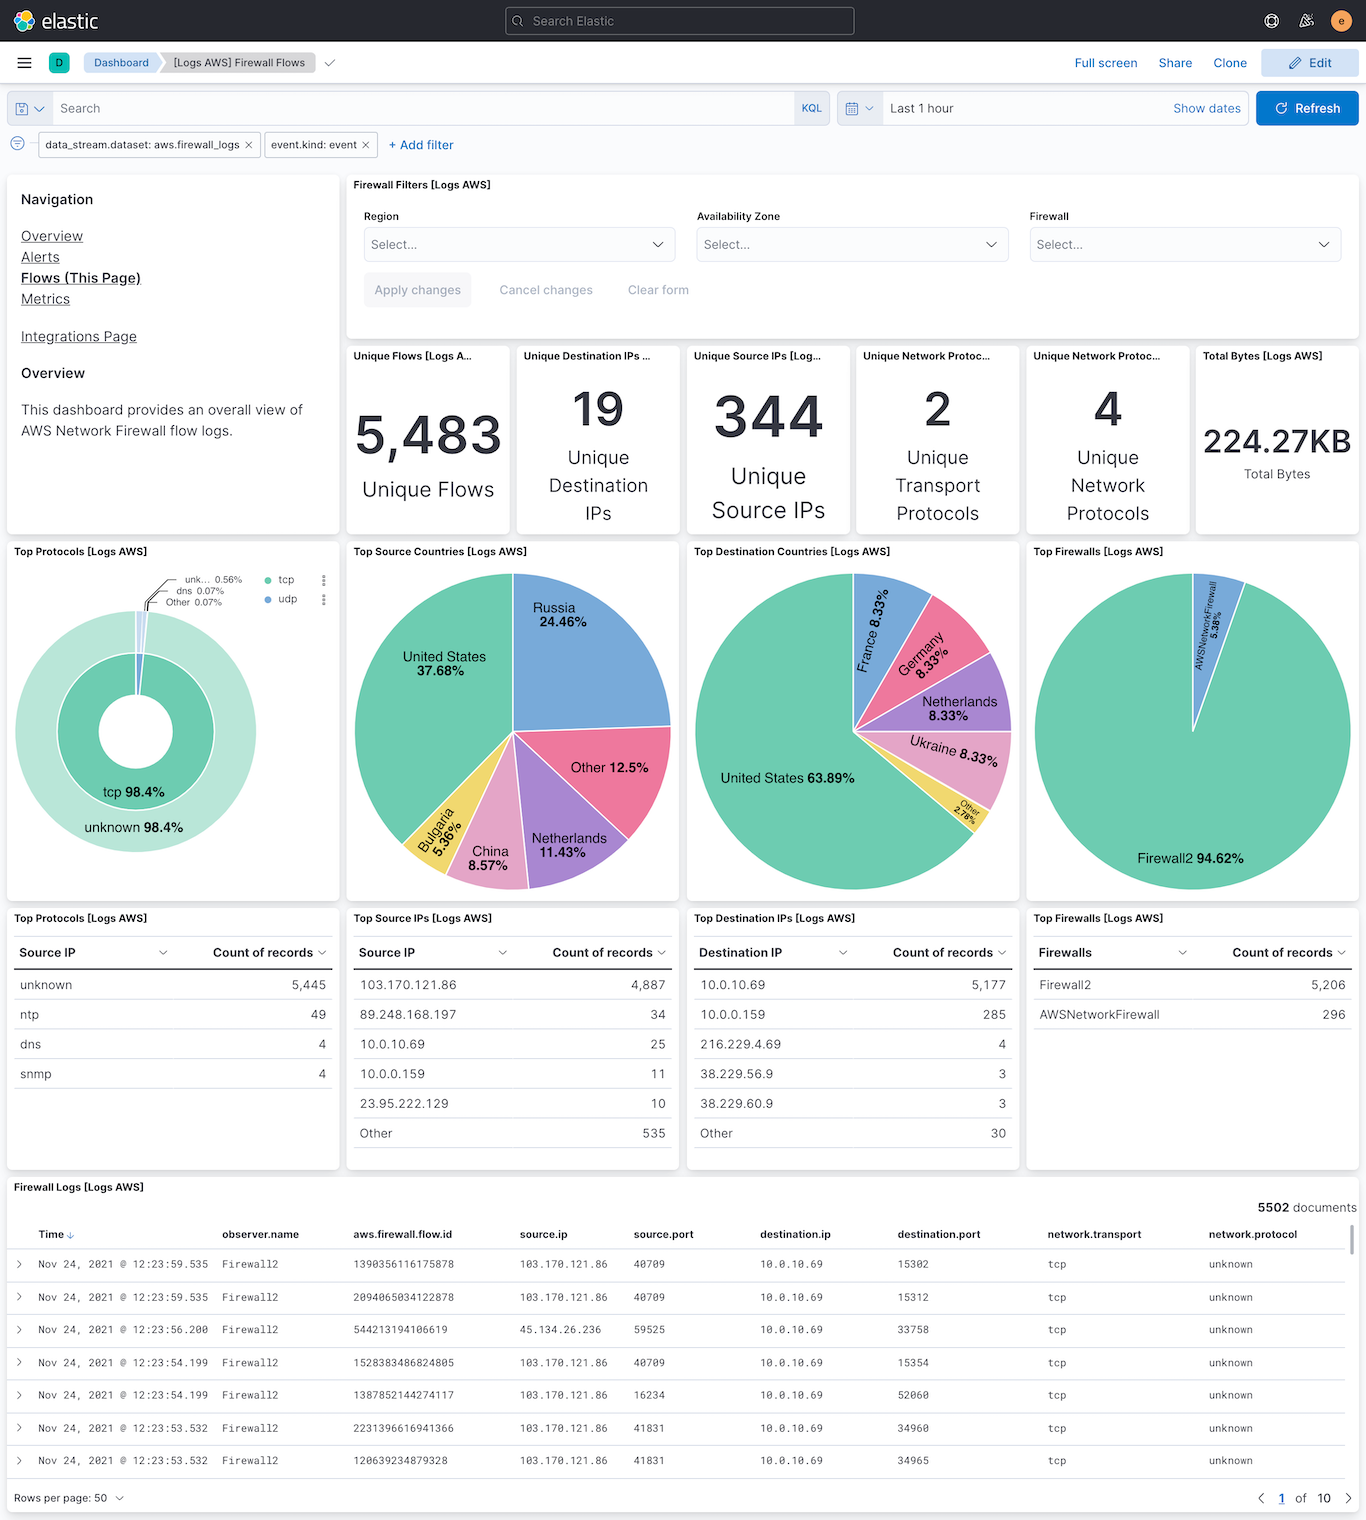 elastic
Search Elastic
e
D
Dashboard
[Logs AWS] Firewall Flows
Full screen
Share
Clone
Edit
Search
KQL
Last 1 hour
Show dates
Refresh
data_stream.dataset: aws.firewall_logs ×
event.kind: event ×
+ Add filter
Navigation
Overview
Alerts
Flows (This Page)
Metrics
Integrations Page
Overview
This dashboard provides an overall view of
AWS Network Firewall flow logs.
Firewall Filters [Logs AWS]
Region
Availability Zone
Firewall
Select...
Select...
Select...
Apply changes
Cancel changes
Clear form
Unique Flows [Logs A...
5,483
Unique Flows
Unique Destination IPs ...
19
Unique
Destination
IPs
Unique Source IPs [Log...
344
Unique
Source IPs
Unique Network Protoc...
2
Unique
Transport
Protocols
Unique Network Protoc...
4
Unique
Network
Protocols
Total Bytes [Logs AWS]
224.27KB
Total Bytes
Top Protocols [Logs AWS]
unk... 0.56%
dns 0.07%
Other 0.07%
tcp
udp
tcp 98.4%
unknown 98.4%
Top Source Countries [Logs AWS]
Russia
24.46%
United States
37.68%
Other 12.5%
Bulgaria
5.36%
China
8.57%
Netherlands
11.43%
Top Destination Countries [Logs AWS]
France 8.33%
Germany
8.33%
Netherlands
8.33%
Ukraine 8.33%
United States 63.89%
Other
2.78%
Top Firewalls [Logs AWS]
AWSNetworkFirewall
5.38%
Firewall2 94.62%
Top Protocols [Logs AWS]
Source IP Count of records
unknown 5,445
ntp 49
dns 4
snmp 4
Top Source IPs [Logs AWS]
Source IP Count of records
103.170.121.86 4,887
89.248.168.197 34
10.0.10.69 25
10.0.0.159 11
23.95.222.129 10
Other 535
Top Destination IPs [Logs AWS]
Destination IP Count of records
10.0.10.69 5,177
10.0.0.159 285
216.229.4.69 4
38.229.56.9 3
38.229.60.9 3
Other 30
Top Firewalls [Logs AWS]
Firewalls Count of records
Firewall2 5,206
AWSNetworkFirewall 296
Firewall Logs [Logs AWS]
5502 documents
Time observer.name aws.firewall.flow.id source.ip source.port destination.ip destination.port network.transport network.protocol
Nov 24, 2021 @ 12:23:59.535 Firewall2 1390356116175878 103.170.121.86 40709 10.0.10.69 15302 tcp unknown
Nov 24, 2021 @ 12:23:59.535 Firewall2 2094065034122878 103.170.121.86 40709 10.0.10.69 15312 tcp unknown
Nov 24, 2021 @ 12:23:56.200 Firewall2 544213194106619 45.134.26.236 59525 10.0.10.69 33758 tcp unknown
Nov 24, 2021 @ 12:23:54.199 Firewall2 1528383486824805 103.170.121.86 40709 10.0.10.69 15354 tcp unknown
Nov 24, 2021 @ 12:23:54.199 Firewall2 1387852144274117 103.170.121.86 16234 10.0.10.69 52060 tcp unknown
Nov 24, 2021 @ 12:23:53.532 Firewall2 2231396616941366 103.170.121.86 41831 10.0.10.69 34960 tcp unknown
Nov 24, 2021 @ 12:23:53.532 Firewall2 120639234879328 103.170.121.86 41831 10.0.10.69 34965 tcp unknown
Rows per page: 50
1 of 10